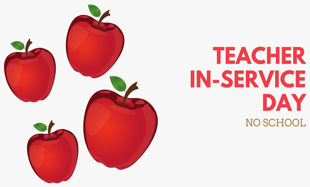 TEACHER
IN-SERVICE
DAY
NO SCHOOL